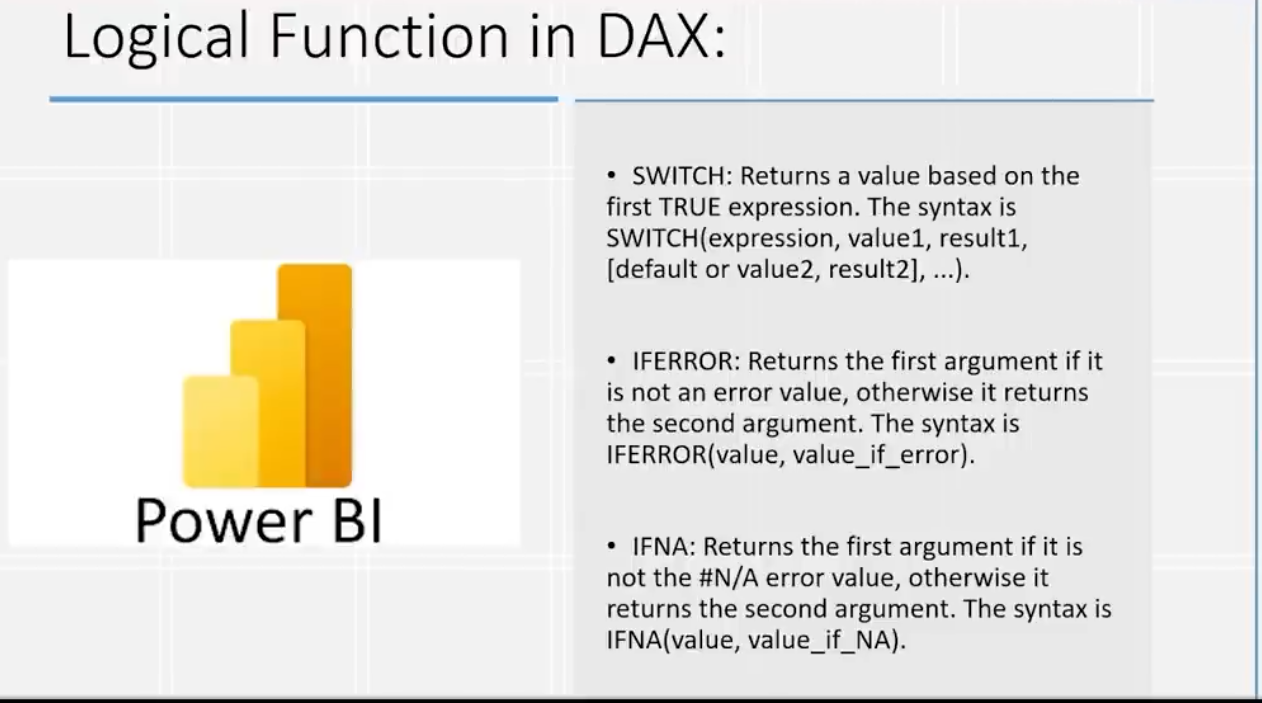 Logical Function in DAX:
• SWITCH: Returns a value based on the
first TRUE expression. The syntax is
SWITCH(expression, value1, result1,
[default or value2, result2], ...).
• IFERROR: Returns the first argument if it
is not an error value, otherwise it returns
the second argument. The syntax is
IFERROR(value, value_if_error).
• IFNA: Returns the first argument if it is
not the #N/A error value, otherwise it
returns the second argument. The syntax is
IFNA(value, value_if_NA).
Power BI